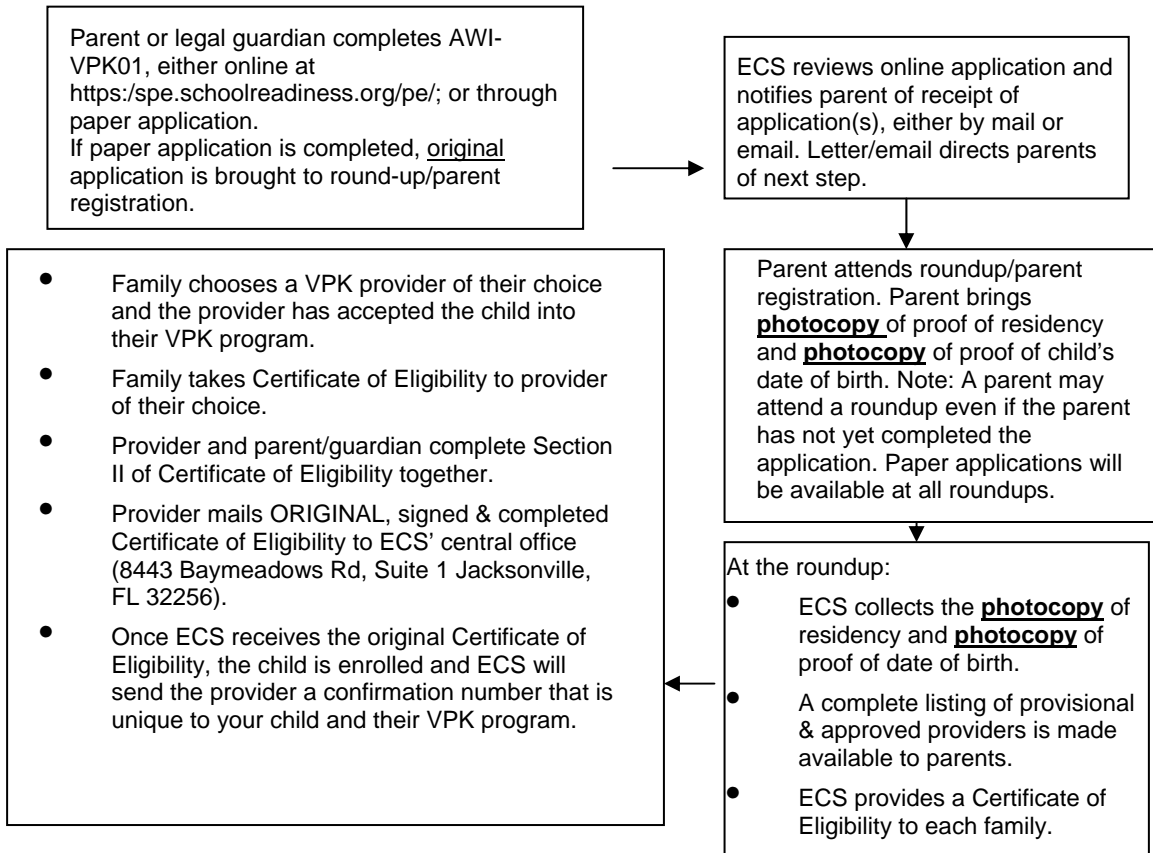 Parent or legal guardian completes AWI-
VPK01, either online at
https:/spe.schoolreadiness.org/pe/; or through
paper application.
If paper application is completed, original
application is brought to round-up/parent
registration.
ECS reviews online application and
notifies parent of receipt of
application(s), either by mail or
email. Letter/email directs parents
of next step.
Parent attends roundup/parent
registration. Parent brings
photocopy of proof of residency
and photocopy of proof of child's
date of birth. Note: A parent may
attend a roundup even if the parent
has not yet completed the
application. Paper applications will
be available at all roundups.
At the roundup:
• ECS collects the photocopy of
residency and photocopy of
proof of date of birth.
• A complete listing of provisional
& approved providers is made
available to parents.
• ECS provides a Certificate of
Eligibility to each family.
• Family chooses a VPK provider of their choice
and the provider has accepted the child into
their VPK program.
• Family takes Certificate of Eligibility to provider
of their choice.
• Provider and parent/guardian complete Section
II of Certificate of Eligibility together.
• Provider mails ORIGINAL, signed & completed
Certificate of Eligibility to ECS' central office
(8443 Baymeadows Rd, Suite 1 Jacksonville,
FL 32256).
• Once ECS receives the original Certificate of
Eligibility, the child is enrolled and ECS will
send the provider a confirmation number that is
unique to your child and their VPK program.